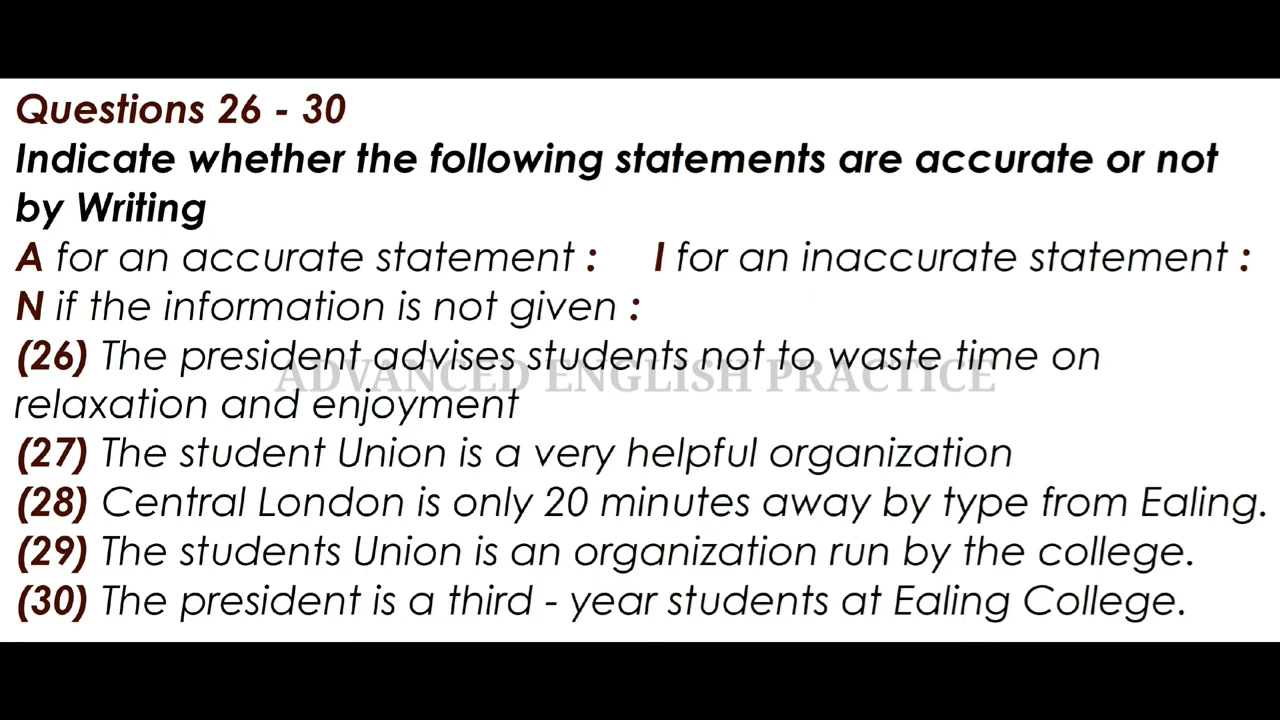 Questions 26 - 30
Indicate whether the following statements are accurate or not
by Writing
A for an accurate statement : I for an inaccurate statement :
N if the information is not given :
(26) The president advises students not to waste time on
ADVANCED ENGLISH PRACTICE
relaxation and enjoyment
(27) The student Union is a very helpful organization
(28) Central London is only 20 minutes away by type from Ealing.
(29) The students Union is an organization run by the college.
(30) The president is a third - year students at Ealing College.